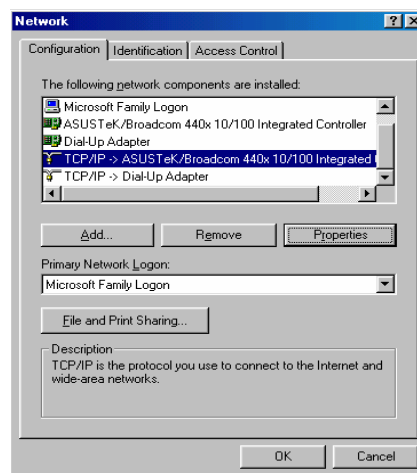 Network
Configuration Identification Access Control
The following network components are installed:
Microsoft Family Logon
ASUSTeK/Broadcom 440x 10/100 Integrated Controller
Dial-Up Adapter
TCP/IP -> ASUSTeK/Broadcom 440x 10/100 Integrated
TCP/IP -> Dial-Up Adapter
Add... Remove Properties
Primary Network Logon:
Microsoft Family Logon
File and Print Sharing...
Description
TCP/IP is the protocol you use to connect to the Internet and
wide-area networks.
OK Cancel